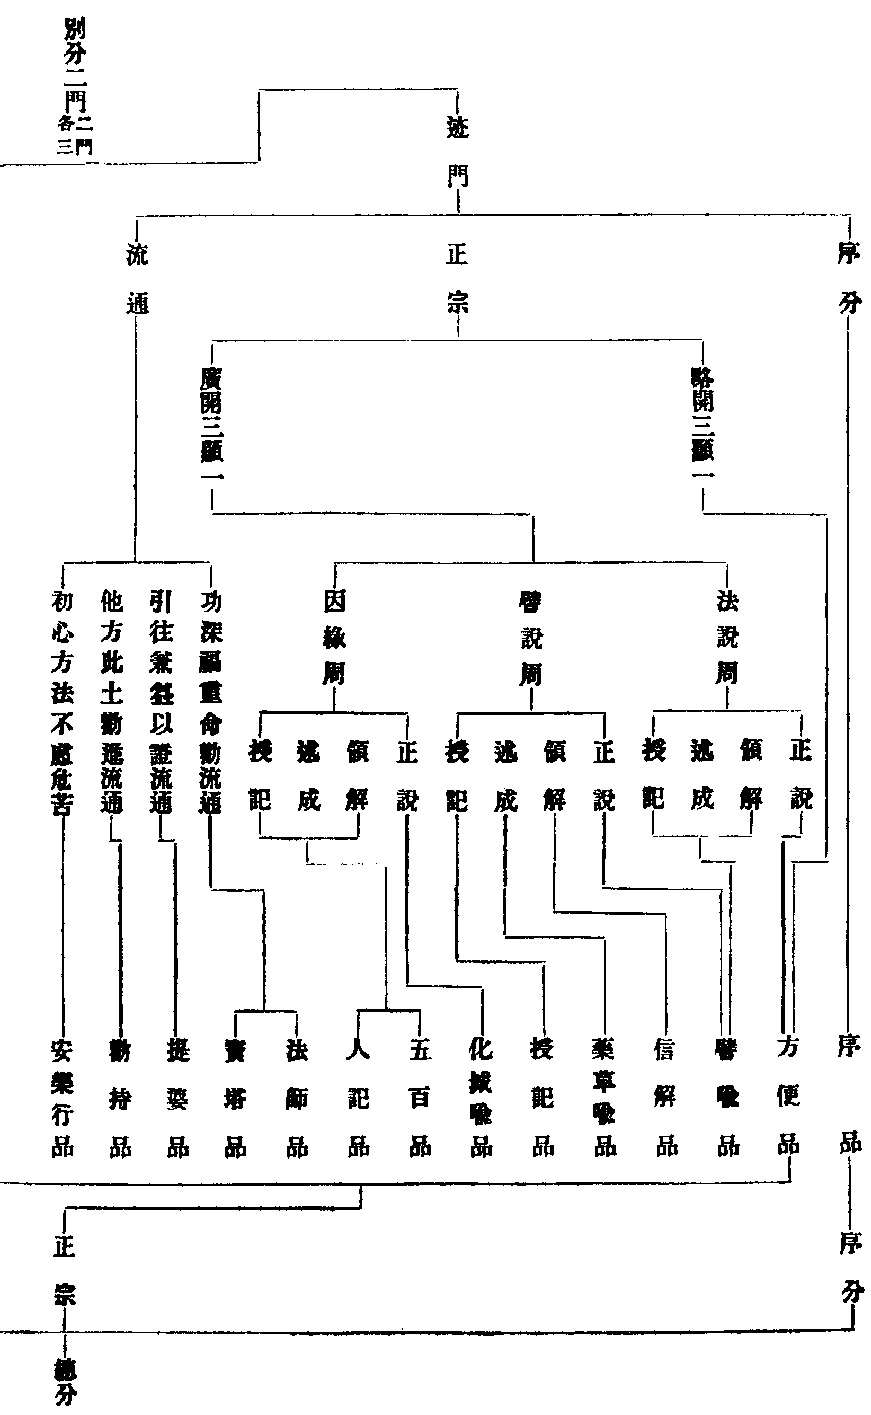 別分二門
二門
各三
迹門
序分
正宗
流通
略開三顯一
廣開三顯一
法說周
譬說周
因緣周
功深福重命勸流通
引往兼今以證流通
他方此土勸進流通
初心方法不慮危苦
正說
領解
述成
授記
正說
領解
述成
授記
正說
領解
述成
授記
序品
方便品
譬喩品
信解品
藥草喩品
授記品
化城喩品
五百品
人記品
法師品
寶塔品
提婆品
勸持品
安樂行品
序分
正宗
總分